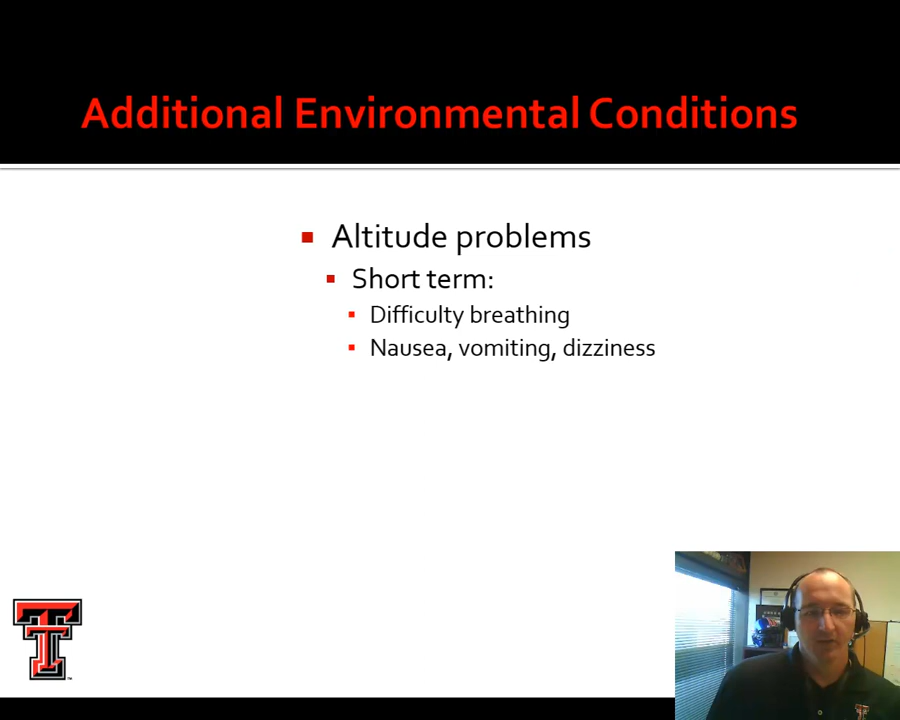 Additional Environmental Conditions
Altitude problems
Short term:
Difficulty breathing
Nausea, vomiting, dizziness